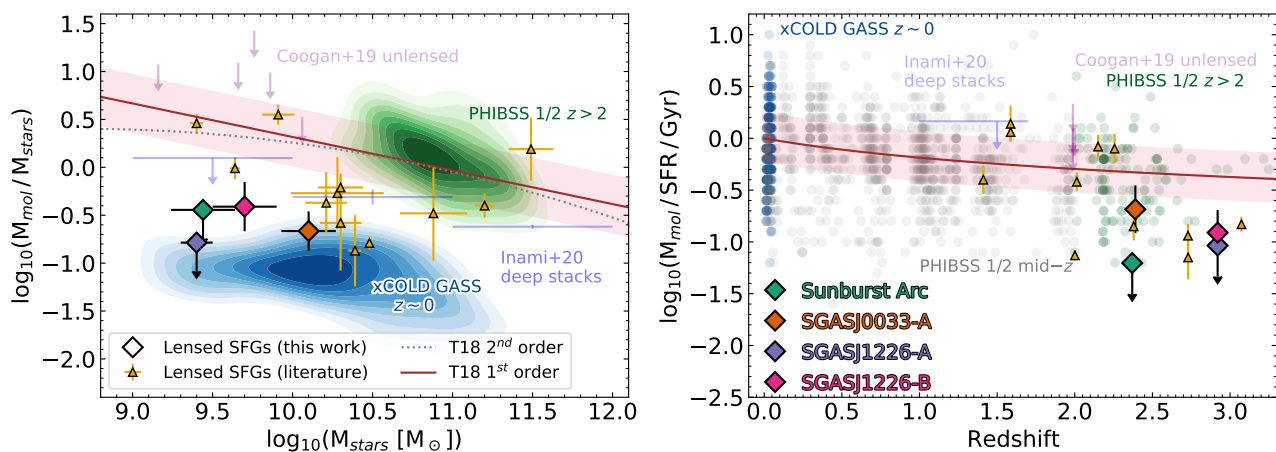 Coogan+19 unlensed
PHIBSS 1/2 z > 2
Inami+20
deep stacks
xCOLD GASS
z ~ 0
Lensed SFGs (this work)
Lensed SFGs (literature)
T18 2nd order
T18 1st order
log10(Mmol / Mstars)
1.5
1.0
0.5
0.0
−0.5
−1.0
−1.5
−2.0
9.0 9.5 10.0 10.5 11.0 11.5 12.0
log10(Mstars [M⊙])
xCOLD GASS z ~ 0
Inami+20
deep stacks
Coogan+19 unlensed
PHIBSS 1/2 z > 2
PHIBSS 1/2 mid−z
Sunburst Arc
SGASJ0033-A
SGASJ1226-A
SGASJ1226-B
log10(Mmol / SFR / Gyr)
1.0
0.5
0.0
−0.5
−1.0
−1.5
−2.0
−2.5
0.0 0.5 1.0 1.5 2.0 2.5 3.0
Redshift